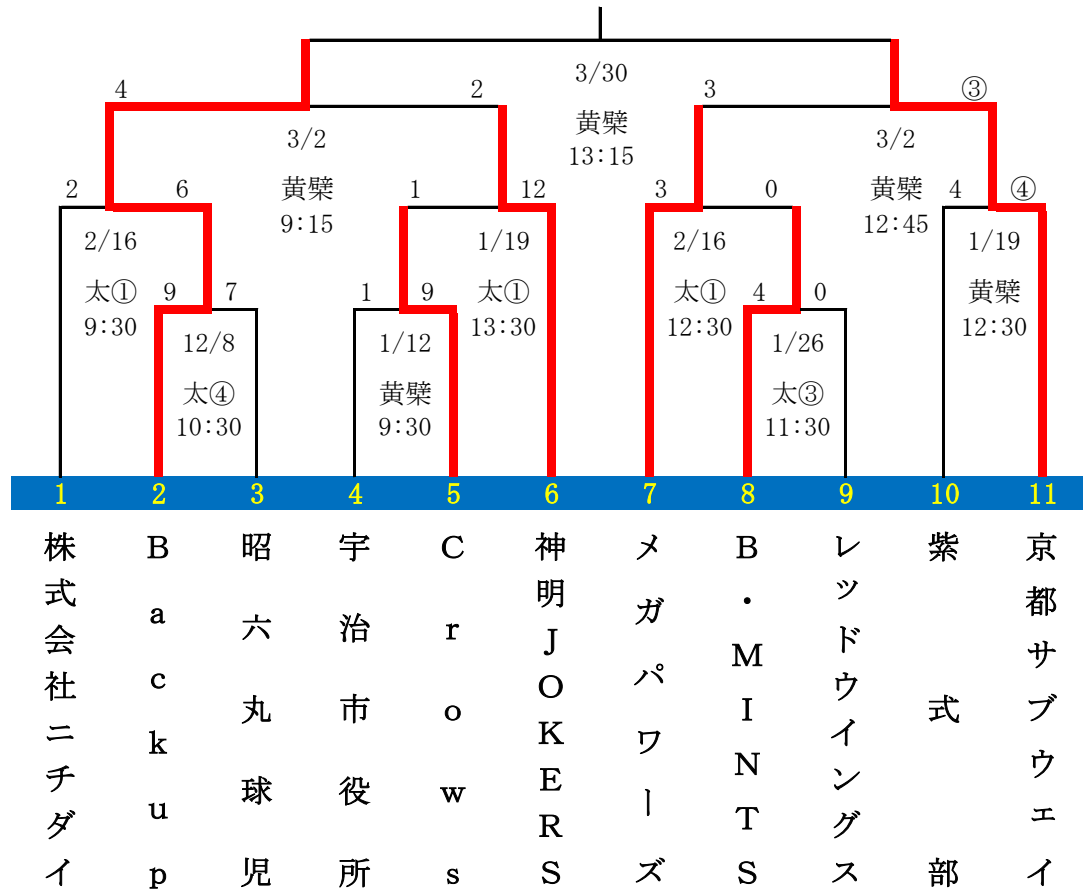 3/30
黄檗
13:15
4
2
3
③
3/2
黄檗
9:15
3/2
黄檗
12:45
2
6
1
12
3
0
4
④
2/16
太①
9:30
1/19
太①
13:30
2/16
太①
12:30
1/19
黄檗
12:30
9
7
1
9
4
0
12/8
太④
10:30
1/12
黄檗
9:30
1/26
太③
11:30
1 2 3 4 5 6 7 8 9 10 11
株式会社ニチダイ
Backup
昭六丸球児
宇治市役所
Crows
神明JOKERS
メガパワーズ
B・MINTS
レッドウイングス
紫式部
京都サブウェイ